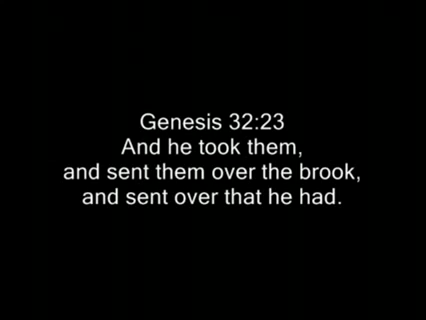 Genesis 32:23
And he took them,
and sent them over the brook,
and sent over that he had.